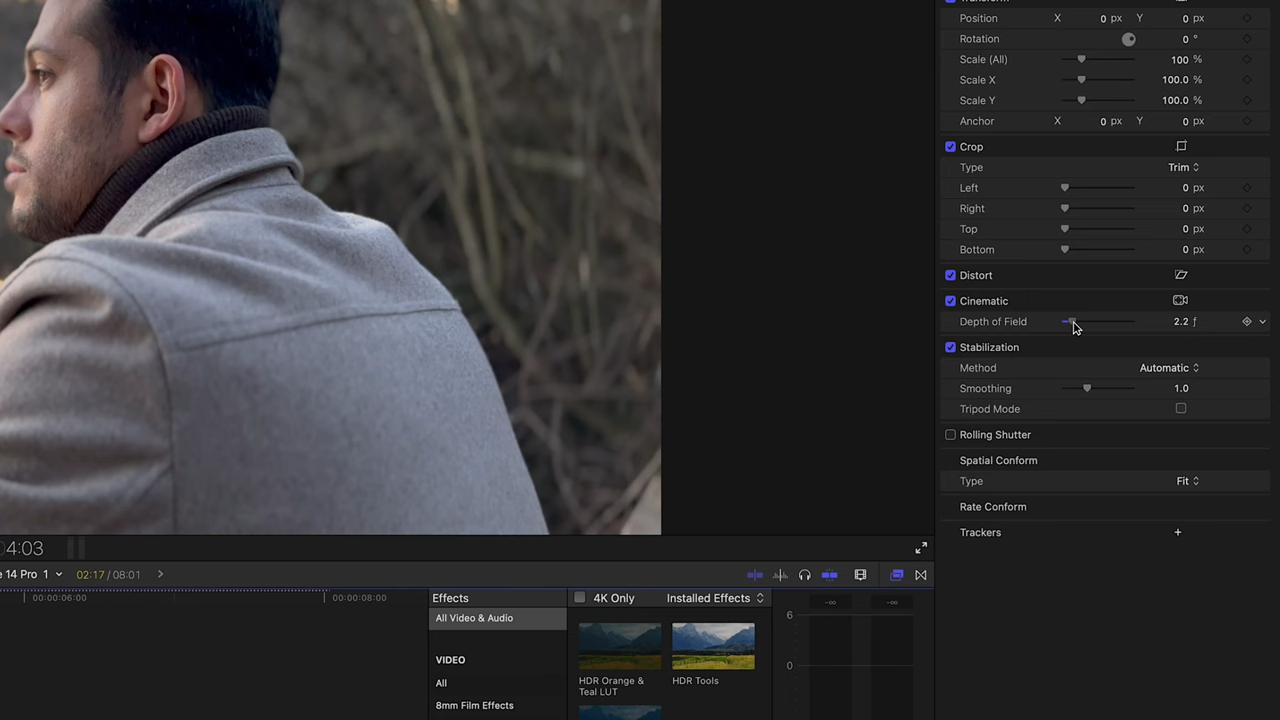 Transform
Position X 0 px Y 0 px
Rotation 0 °
Scale (All) 100 %
Scale X 100.0 %
Scale Y 100.0 %
Anchor X 0 px Y 0 px
Crop
Type Trim
Left 0 px
Right 0 px
Top 0 px
Bottom 0 px
Distort
Cinematic
Depth of Field 2.2 ƒ
Stabilization
Method Automatic
Smoothing 1.0
Tripod Mode
Rolling Shutter
Spatial Conform
Type Fit
Rate Conform
Trackers +
04:03
e 14 Pro 1 02:17 / 08:01
00:00:06:00 00:00:08:00
Effects
4K Only Installed Effects
All Video & Audio
VIDEO
All
8mm Film Effects
HDR Orange &
Teal LUT
HDR Tools
-∞ -∞
6
0